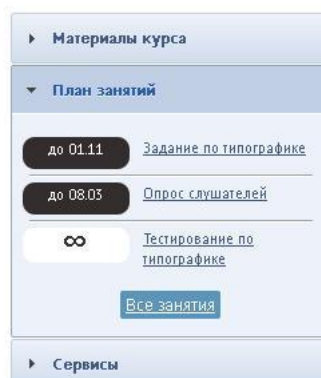 Материалы курса
План занятий
до 01.11 Задание по типографике
до 08.03 Опрос слушателей
∞ Тестирование по
типографике
Все занятия
Сервисы